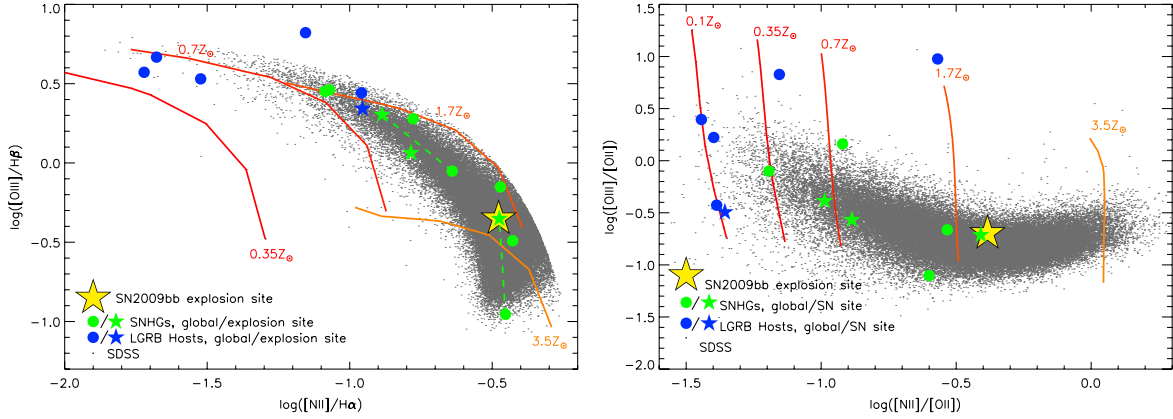 1.0
0.5
0.0
−0.5
−1.0
log([OIII]/Hβ)
−2.0 −1.5 −1.0 −0.5
log([NII]/Hα)
0.7Z⊙
1.7Z⊙
0.35Z⊙
3.5Z⊙
SN2009bb explosion site
/ SNHGs, global/explosion site
/ LGRB Hosts, global/explosion site
SDSS
1.5
1.0
0.5
0.0
−0.5
−1.0
−1.5
−2.0
log([OIII]/[OII])
−1.5 −1.0 −0.5 0.0
log([NII]/[OII])
0.1Z⊙
0.35Z⊙
0.7Z⊙
1.7Z⊙
3.5Z⊙
SN2009bb explosion site
/ SNHGs, global/SN site
/ LGRB Hosts, global/SN site
SDSS